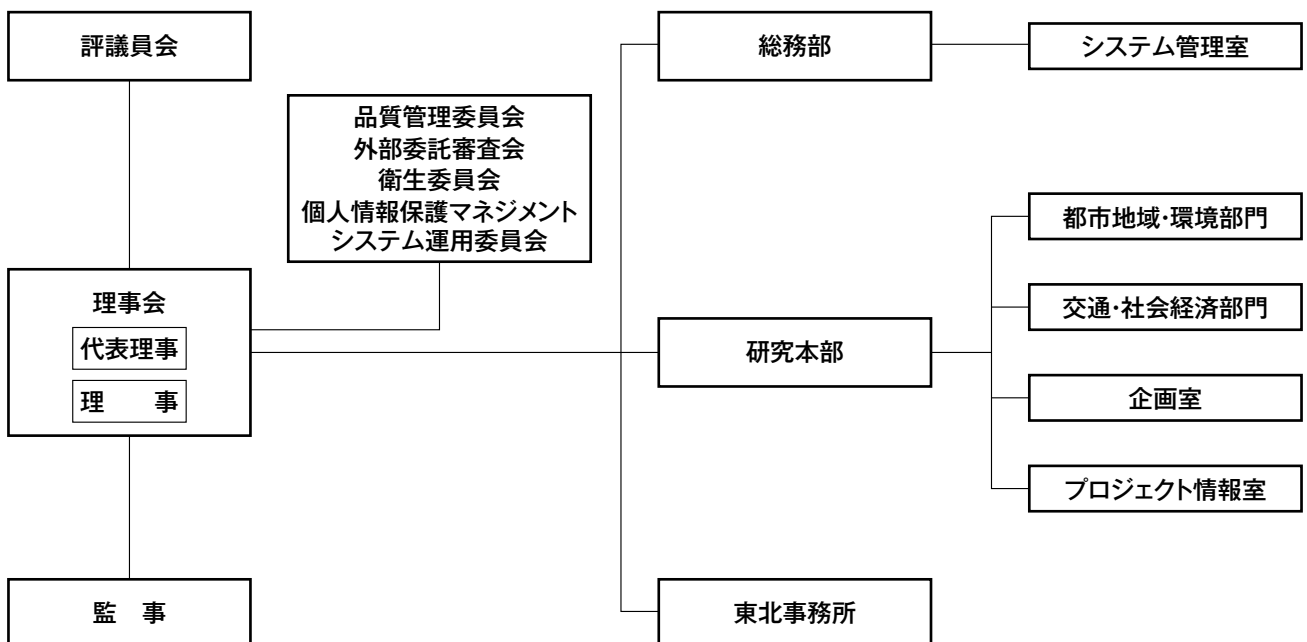 評議員会
品質管理委員会
外部委託審査会
衛生委員会
個人情報保護マネジメント
システム運用委員会
理事会
代表理事
理　事
監　事
総務部
システム管理室
研究本部
都市地域・環境部門
交通・社会経済部門
企画室
プロジェクト情報室
東北事務所